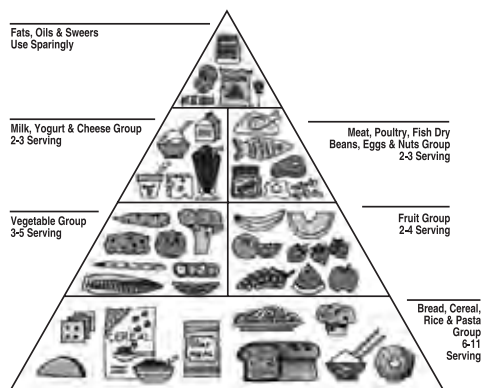 Fats, Oils & Sweers
Use Sparingly
Milk, Yogurt & Cheese Group
2-3 Serving
Meat, Poultry, Fish Dry
Beans, Eggs & Nuts Group
2-3 Serving
Vegetable Group
3-5 Serving
Fruit Group
2-4 Serving
Bread, Cereal,
Rice & Pasta
Group
6-11
Serving
CEREAL